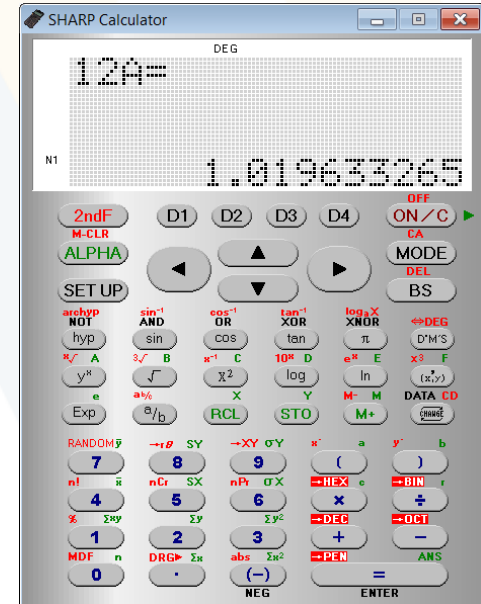 SHARP Calculator
DEG
12A=
N1
1.019633265
OFF
2ndF D1 D2 D3 D4 ON/C
M-CLR CA
ALPHA MODE
DEL
SET UP BS
archyp sin⁻¹ cos⁻¹ tan⁻¹ logₐX
NOT AND OR XOR XNOR ⇔DEG
hyp sin cos tan π D°M'S
ˣ√ A ³√ B x⁻¹ C 10ˣ D eˣ E x³ F
yˣ √ X² log ln (x,y)
e a b/c X Y M- M DATA CD
Exp a/b RCL STO M+ CHANGE
RANDOM ȳ →rθ SY →XY σY x' a y' b
7 8 9 ( )
n! x̄ nCr SX nPr σX →HEX c →BIN r
4 5 6 × ÷
% Σxy Σy Σy² →DEC →OCT
1 2 3 + −
MDF n DRG► Σx abs Σx² →PEN ANS
0 · (−) =
NEG ENTER